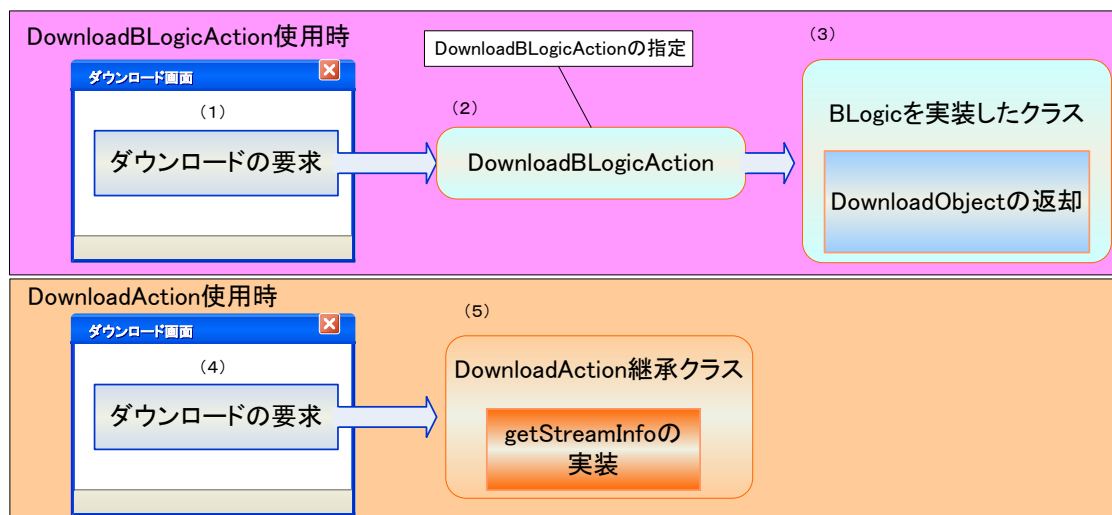 DownloadBLogicAction使用時
ダウンロード画面
(1)
ダウンロードの要求
DownloadBLogicActionの指定
(2)
DownloadBLogicAction
(3)
BLogicを実装したクラス
DownloadObjectの返却
DownloadAction使用時
ダウンロード画面
(4)
ダウンロードの要求
(5)
DownloadAction継承クラス
getStreamInfoの
実装